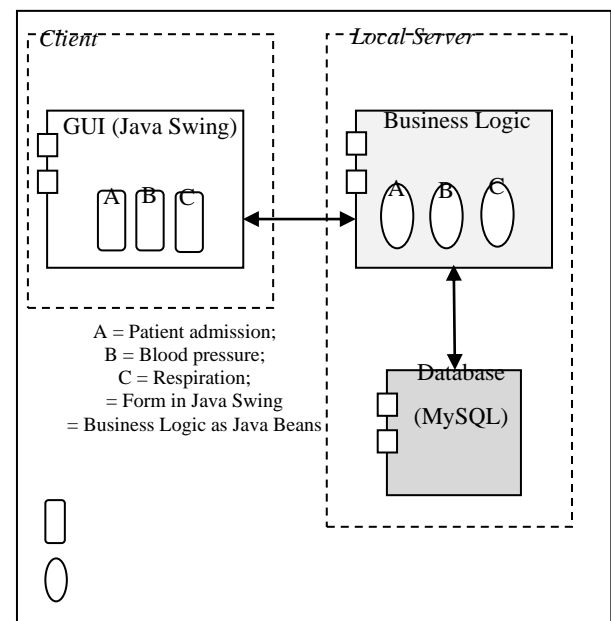 Client
Local Server
GUI (Java Swing)
A B C
Business Logic
A B C
A = Patient admission;
B = Blood pressure;
C = Respiration;
= Form in Java Swing
= Business Logic as Java Beans
Database
(MySQL)